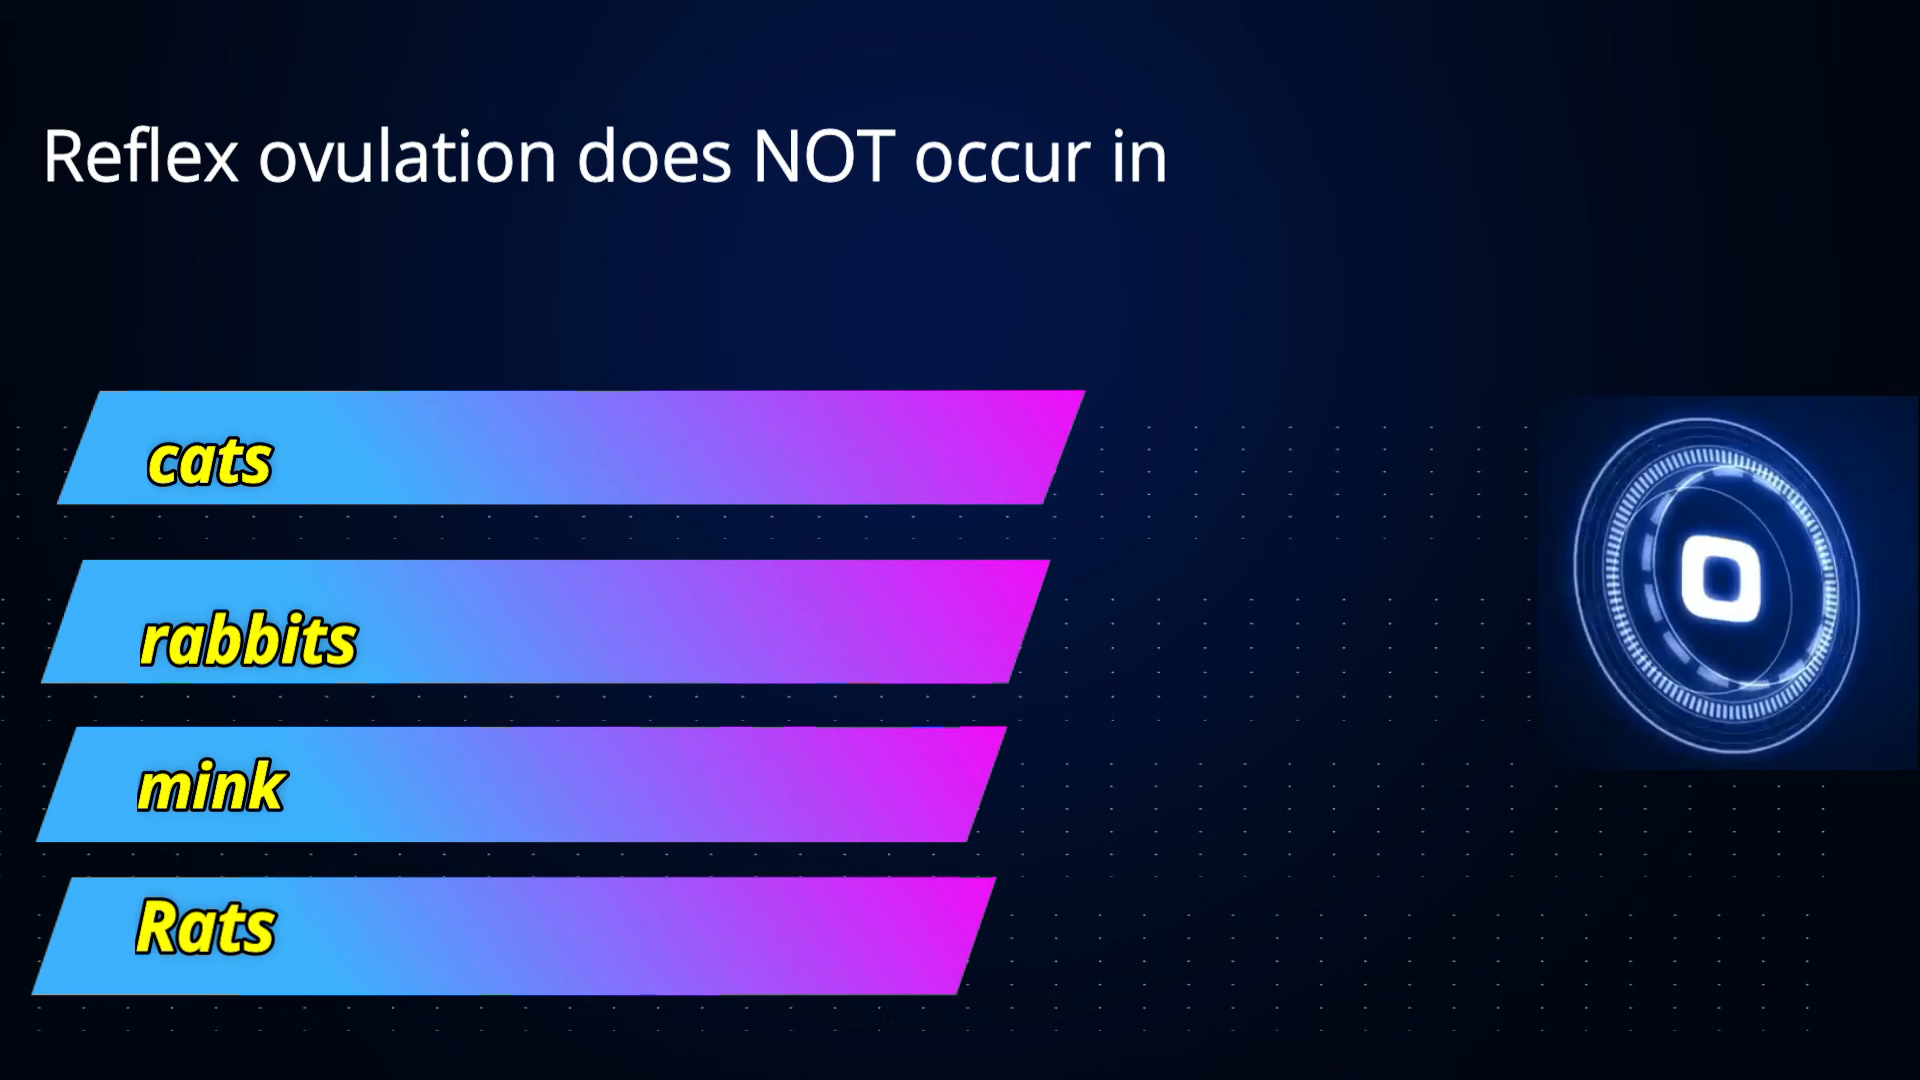 Reflex ovulation does NOT occur in
cats
rabbits
mink
Rats